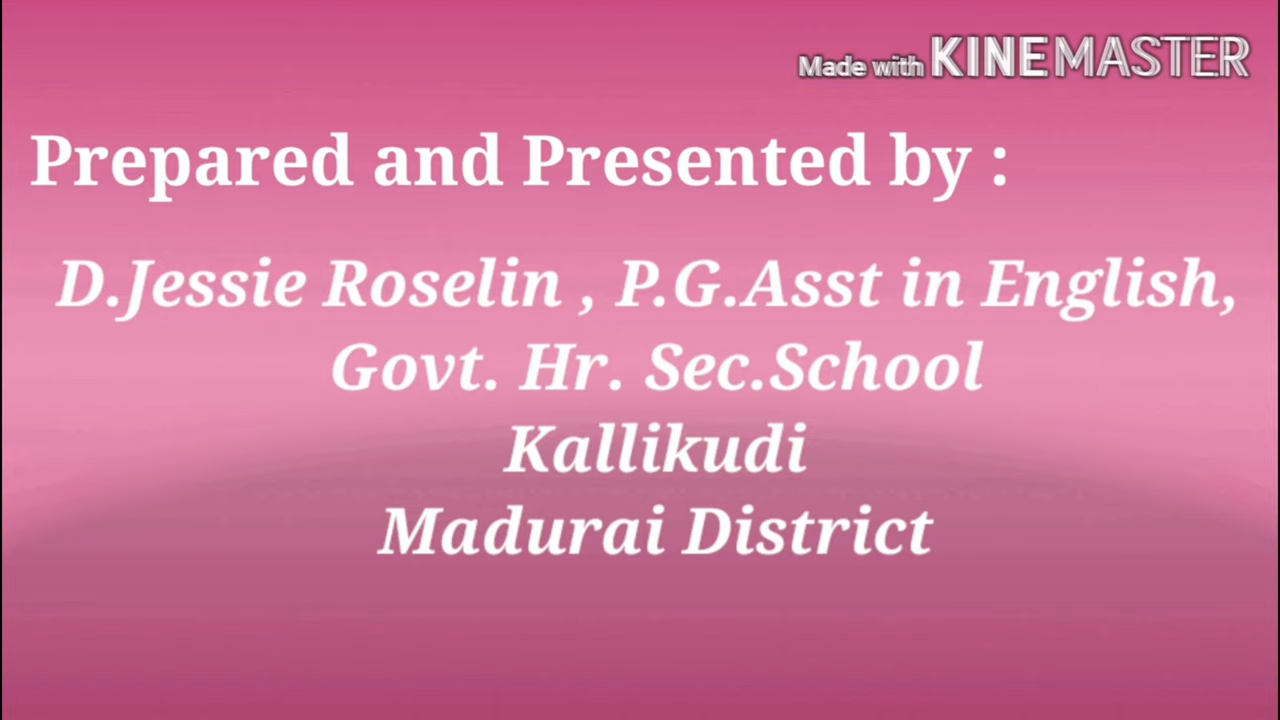 Made with KINEMASTER
Prepared and Presented by :
D.Jessie Roselin , P.G.Asst in English,
Govt. Hr. Sec.School
Kallikudi
Madurai District